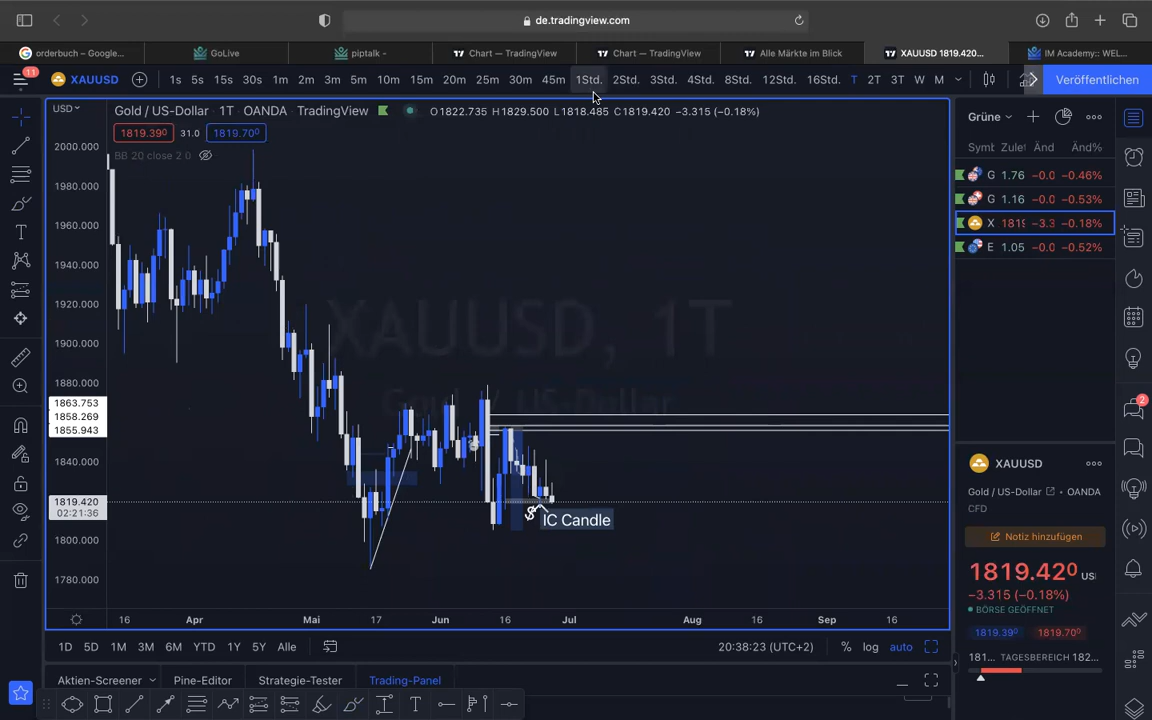 de.tradingview.com
orderbuch – Google...
GoLive
piptalk -
Chart — TradingView
Chart — TradingView
Alle Märkte im Blick
XAUUSD 1819.420...
IM Academy:: WEL...
11
XAUUSD
1s 5s 15s 30s 1m 2m 3m 5m 10m 15m 20m 25m 30m 45m 1Std. 2Std. 3Std. 4Std. 8Std. 12Std. 16Std. T 2T 3T W M
Veröffentlichen
USD
Gold / US-Dollar · 1T · OANDA · TradingView
O1822.735 H1829.500 L1818.485 C1819.420 −3.315 (−0.18%)
1819.390 31.0 1819.700
BB 20 close 2 0
2000.000
1980.000
1960.000
1940.000
1920.000
1900.000
1880.000
1863.753
1858.269
1855.943
1840.000
1819.420
02:21:36
1800.000
1780.000
XAUUSD, 1T
Gold / US-Dollar
$
IC Candle
16 Apr Mai 17 Jun 16 Jul Aug 16 Sep 16
1D 5D 1M 3M 6M YTD 1Y 5Y Alle
20:38:23 (UTC+2)
% log auto
Aktien-Screener
Pine-Editor
Strategie-Tester
Trading-Panel
Grüne
Symb Zulet Änd Änd%
G 1.76 −0.0 −0.46%
G 1.16 −0.0 −0.53%
X 1819 −3.3 −0.18%
E 1.05 −0.0 −0.52%
2
XAUUSD
Gold / US-Dollar · OANDA
CFD
Notiz hinzufügen
1819.420 USD
−3.315 (−0.18%)
BÖRSE GEÖFFNET
1819.390 1819.700
181... TAGESBEREICH 182...